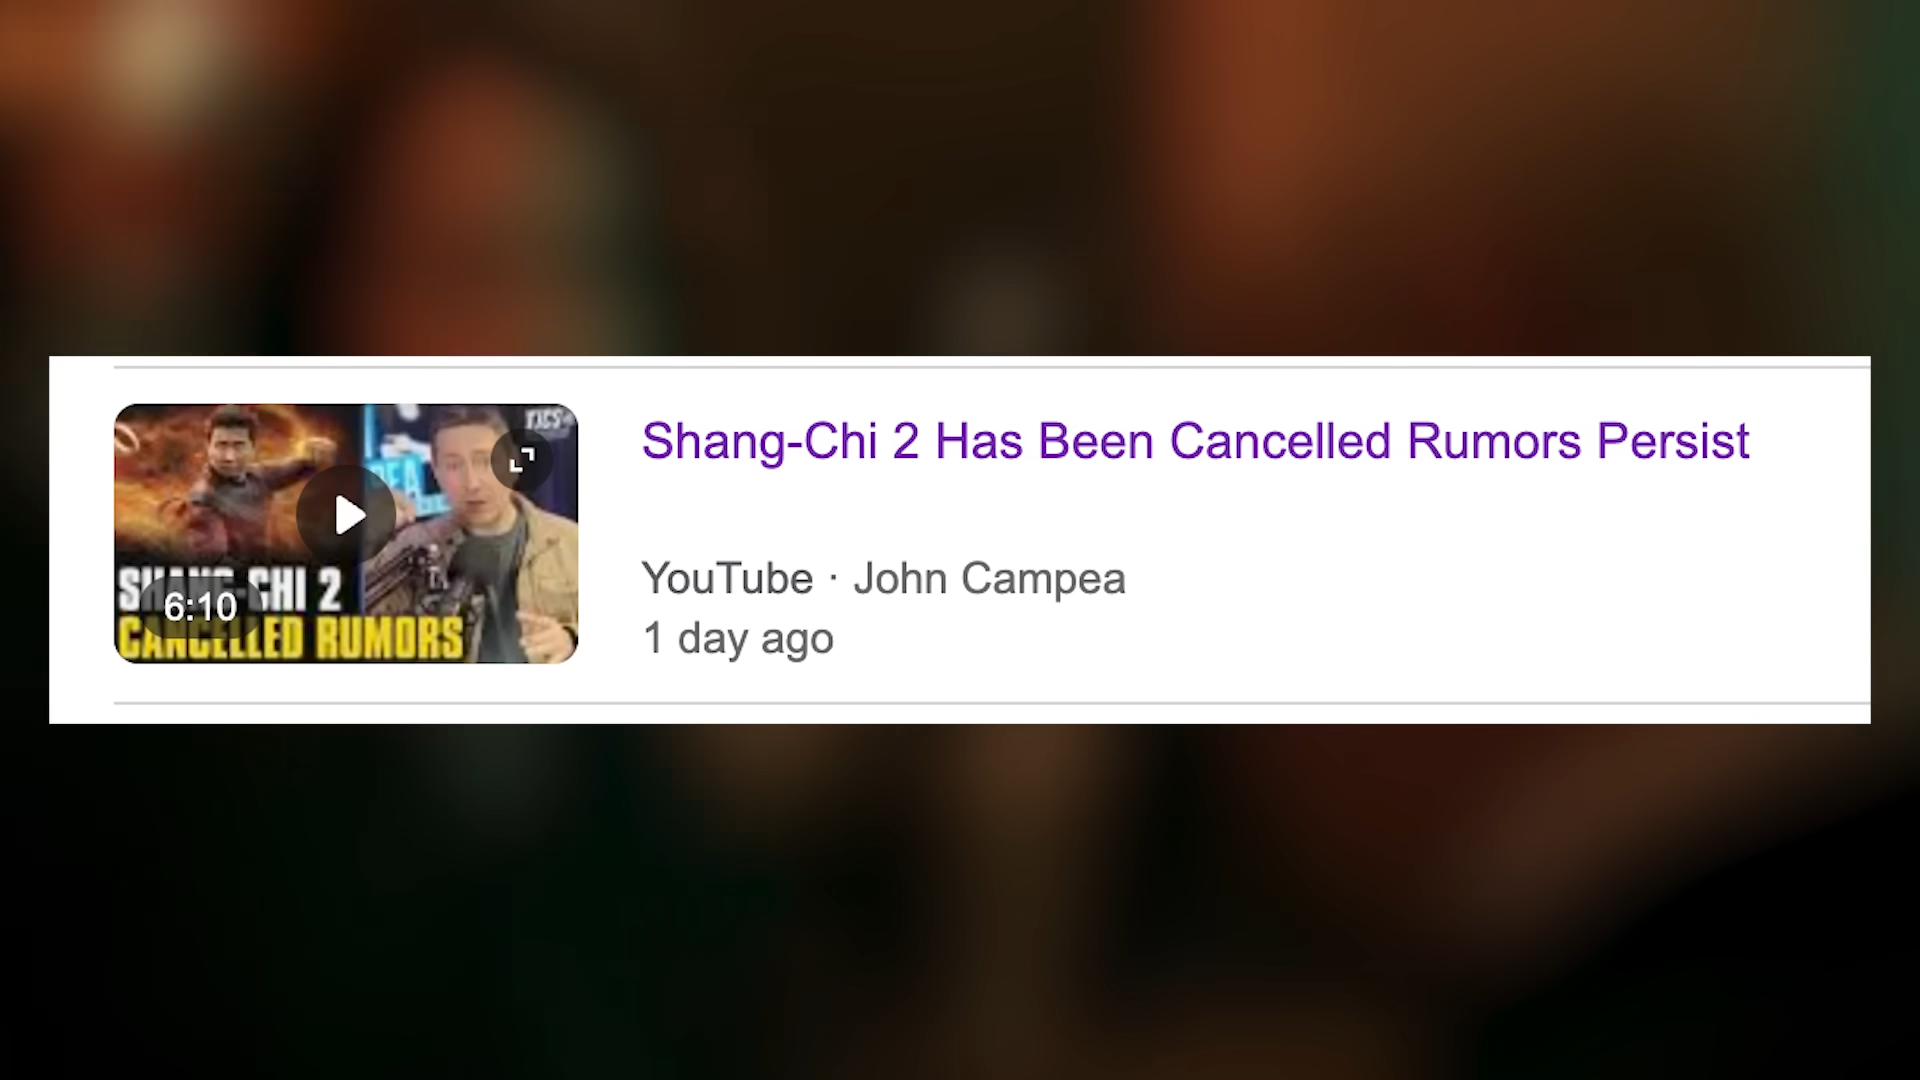 Shang-Chi 2 Has Been Cancelled Rumors Persist
YouTube · John Campea
1 day ago
TJCS
SHANG-CHI 2
CANCELLED RUMORS
6:10